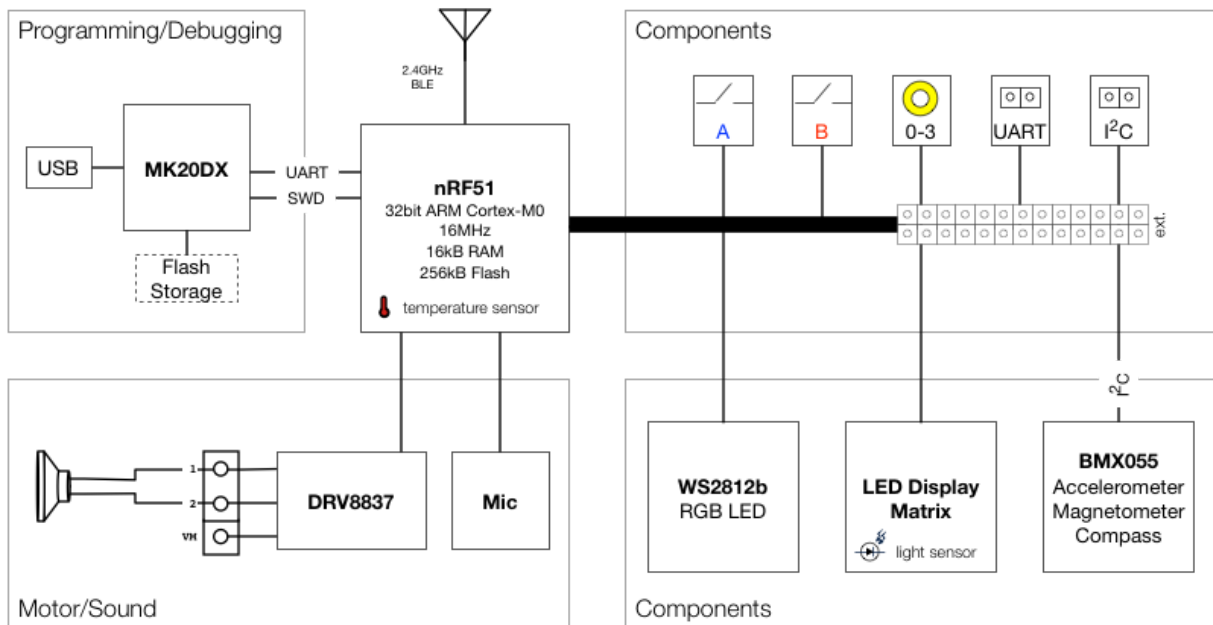 Programming/Debugging
USB
MK20DX
Flash
Storage
UART
SWD
2.4GHz
BLE
nRF51
32bit ARM Cortex-M0
16MHz
16kB RAM
256kB Flash
temperature sensor
Components
A
B
0-3
UART
I²C
ext.
1
2
VM
DRV8837
Mic
Motor/Sound
WS2812b
RGB LED
LED Display
Matrix
light sensor
I²C
BMX055
Accelerometer
Magnetometer
Compass
Components